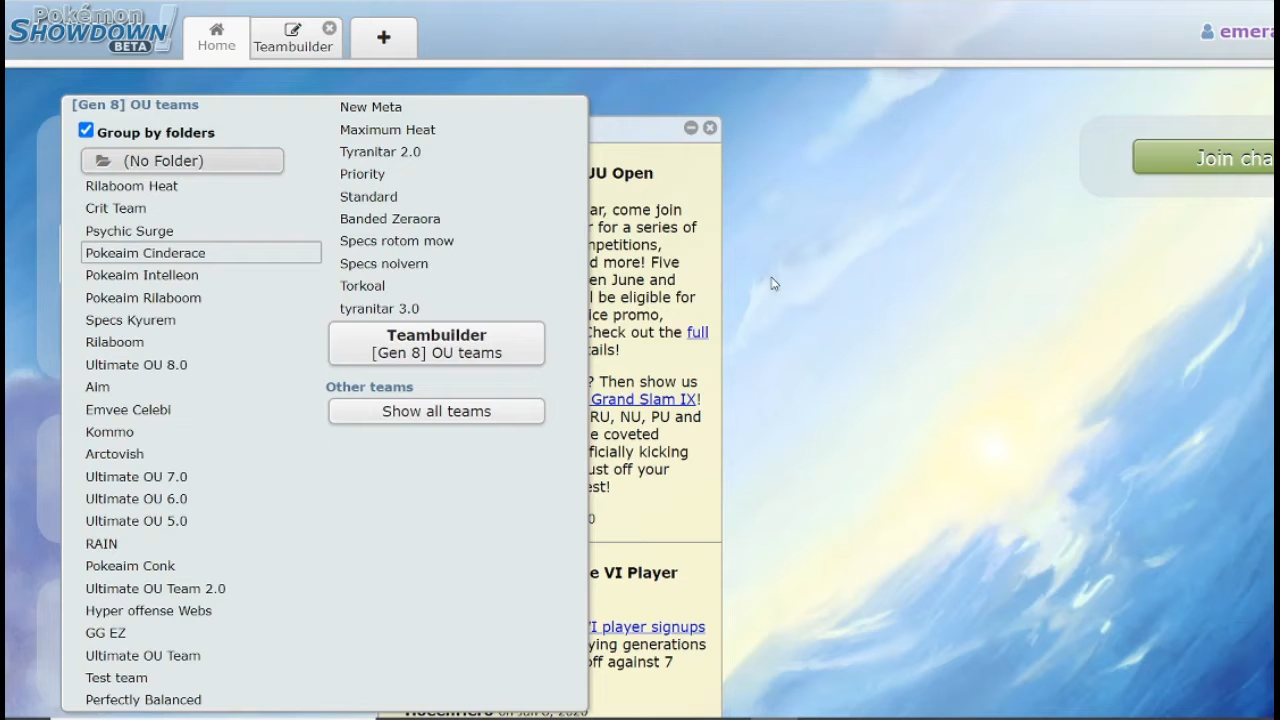 Pokémon
SHOWDOWN!
BETA
Home
Teambuilder
emera
[Gen 8] OU teams
Group by folders
(No Folder)
Rilaboom Heat
Crit Team
Psychic Surge
Pokeaim Cinderace
Pokeaim Intelleon
Pokeaim Rilaboom
Specs Kyurem
Rilaboom
Ultimate OU 8.0
Aim
Emvee Celebi
Kommo
Arctovish
Ultimate OU 7.0
Ultimate OU 6.0
Ultimate OU 5.0
RAIN
Pokeaim Conk
Ultimate OU Team 2.0
Hyper offense Webs
GG EZ
Ultimate OU Team
Test team
Perfectly Balanced
New Meta
Maximum Heat
Tyranitar 2.0
Priority
Standard
Banded Zeraora
Specs rotom mow
Specs noivern
Torkoal
tyranitar 3.0
Teambuilder
[Gen 8] OU teams
Other teams
Show all teams
UU Open
ar, come join
r for a series of
mpetitions,
d more! Five
en June and
l be eligible for
ice promo,
Check out the full
ails!
? Then show us
Grand Slam IX!
RU, NU, PU and
e coveted
ficially kicking
ust off your
est!
0
e VI Player
VI player signups
ying generations
off against 7
Join cha